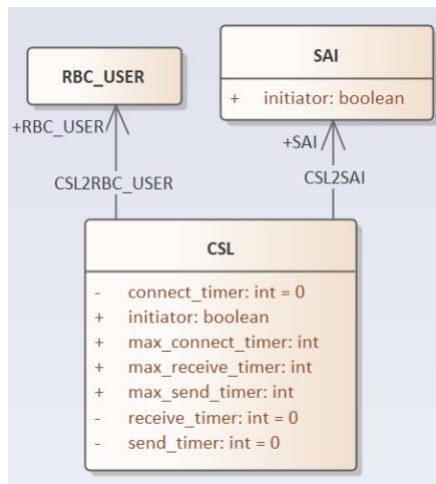 RBC_USER
SAI
+ initiator: boolean
+RBC_USER
+SAI
CSL2RBC_USER
CSL2SAI
CSL
- connect_timer: int = 0
+ initiator: boolean
+ max_connect_timer: int
+ max_receive_timer: int
+ max_send_timer: int
- receive_timer: int = 0
- send_timer: int = 0